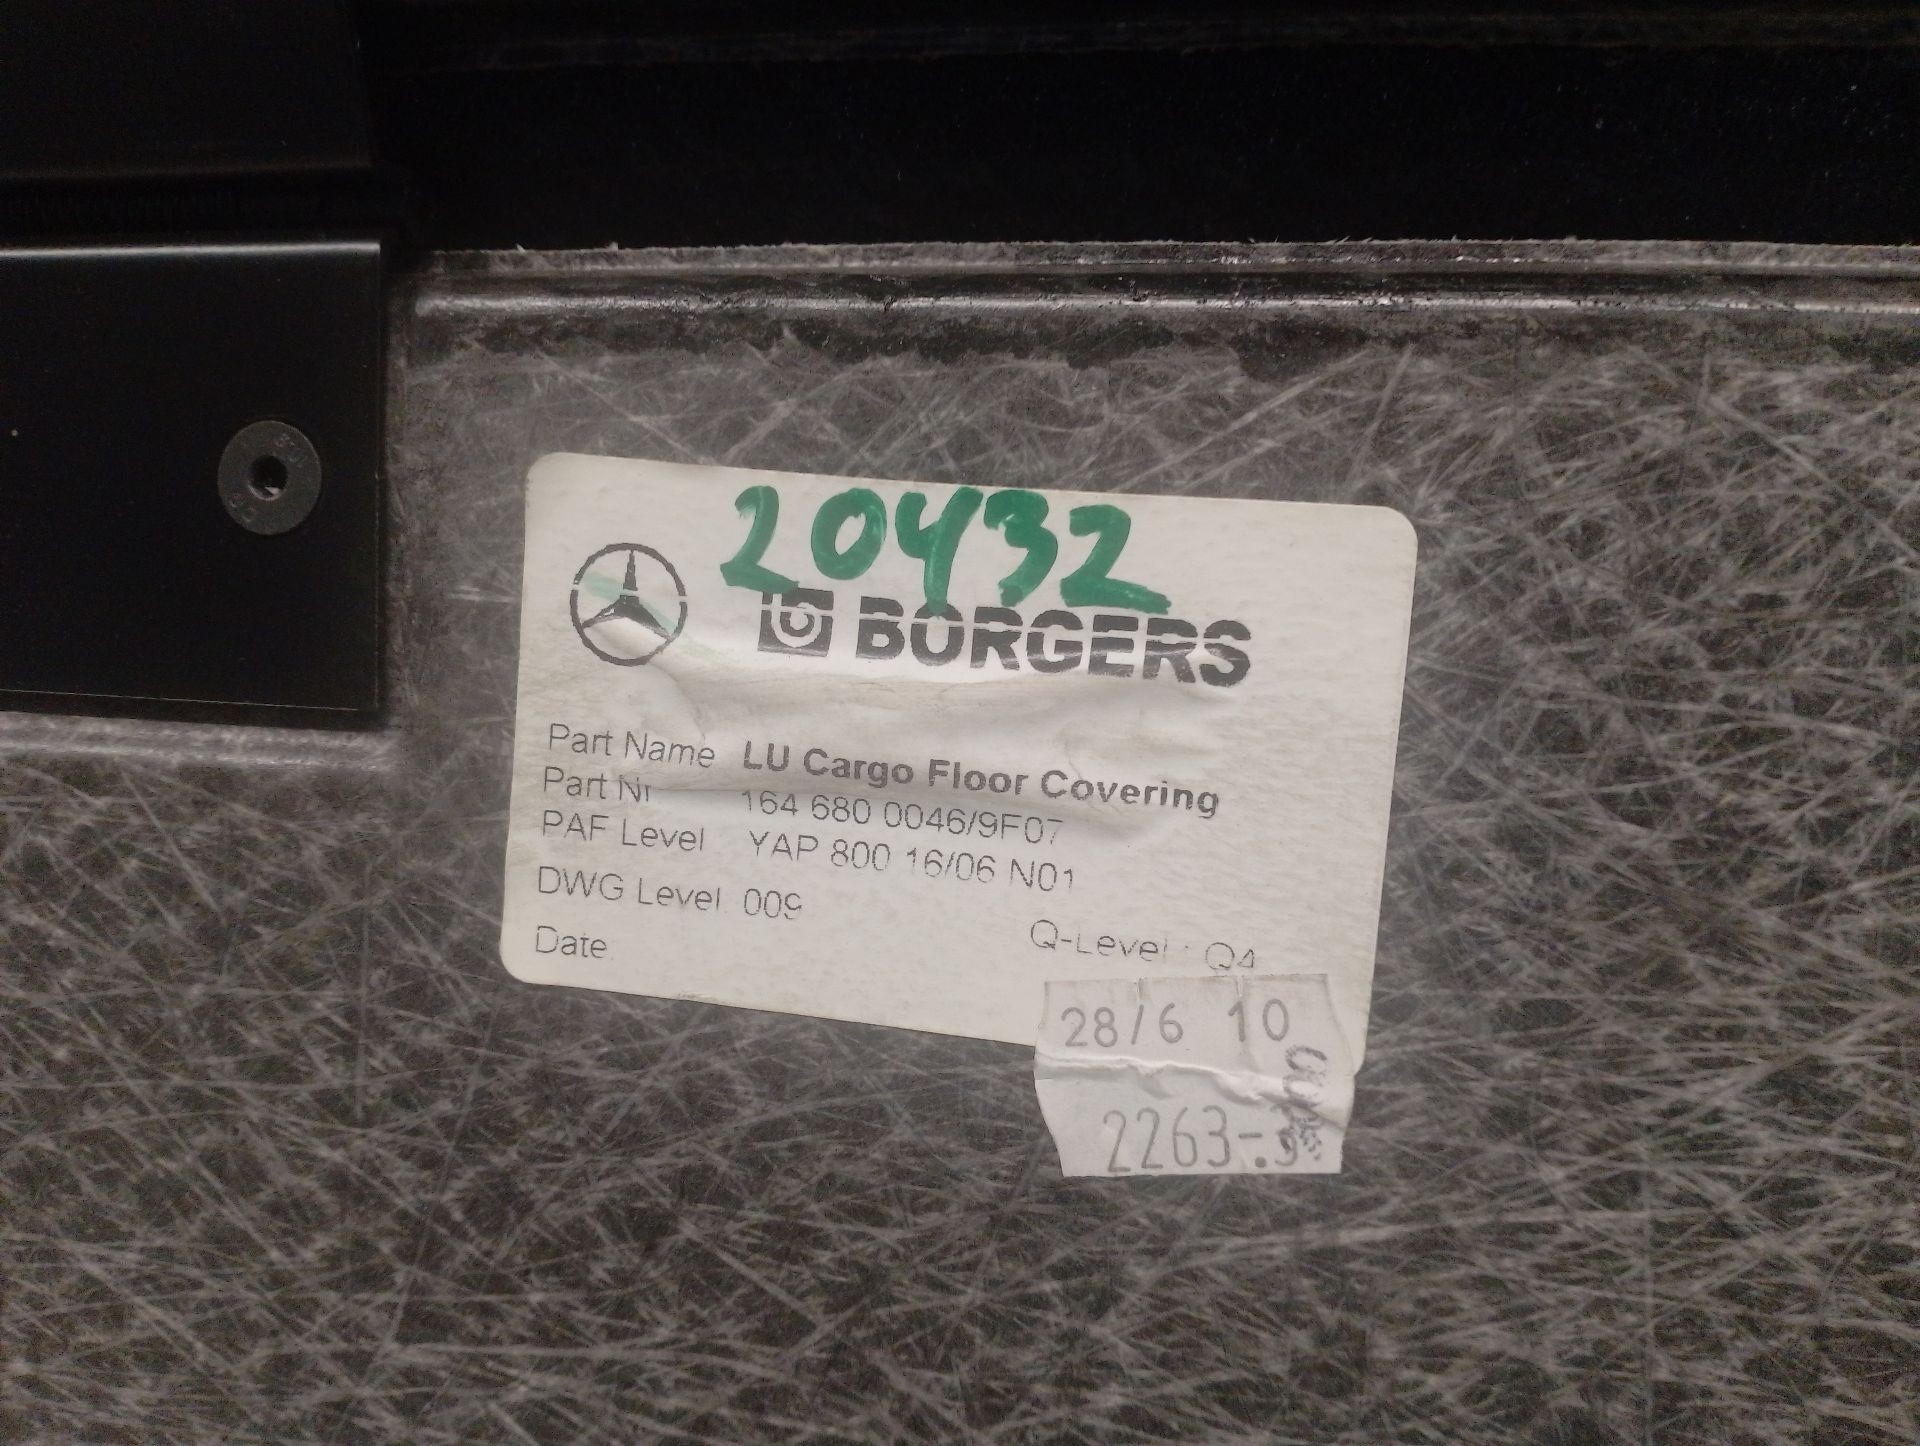 20432
BORGERS
Part Name LU Cargo Floor Covering
Part Nr 164 680 0046/9F07
PAF Level YAP 800 16/06 N01
DWG Level 009
Date
Q-Level: Q4
28/6 10
2263-.